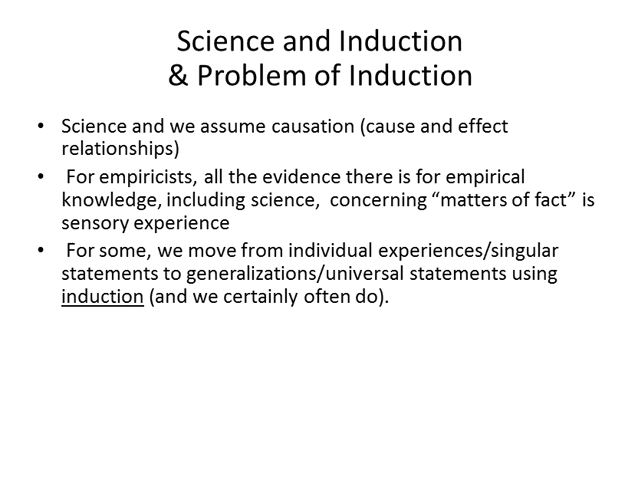 Science and Induction
& Problem of Induction
• Science and we assume causation (cause and effect
relationships)
• For empiricists, all the evidence there is for empirical
knowledge, including science,  concerning “matters of fact” is
sensory experience
• For some, we move from individual experiences/singular
statements to generalizations/universal statements using
induction (and we certainly often do).